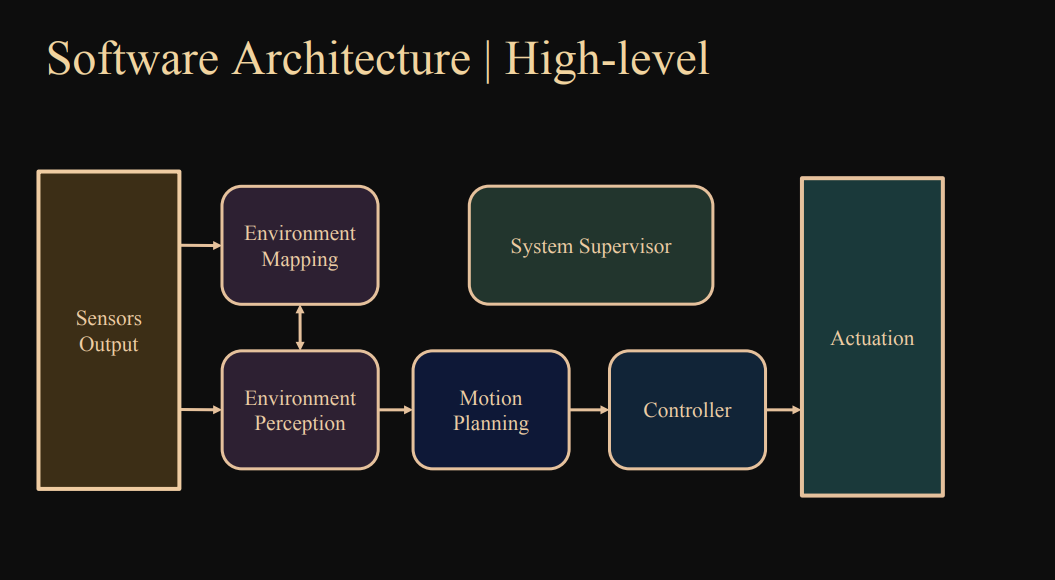 Software Architecture | High-level
Sensors
Output
Environment
Mapping
System Supervisor
Actuation
Environment
Perception
Motion
Planning
Controller